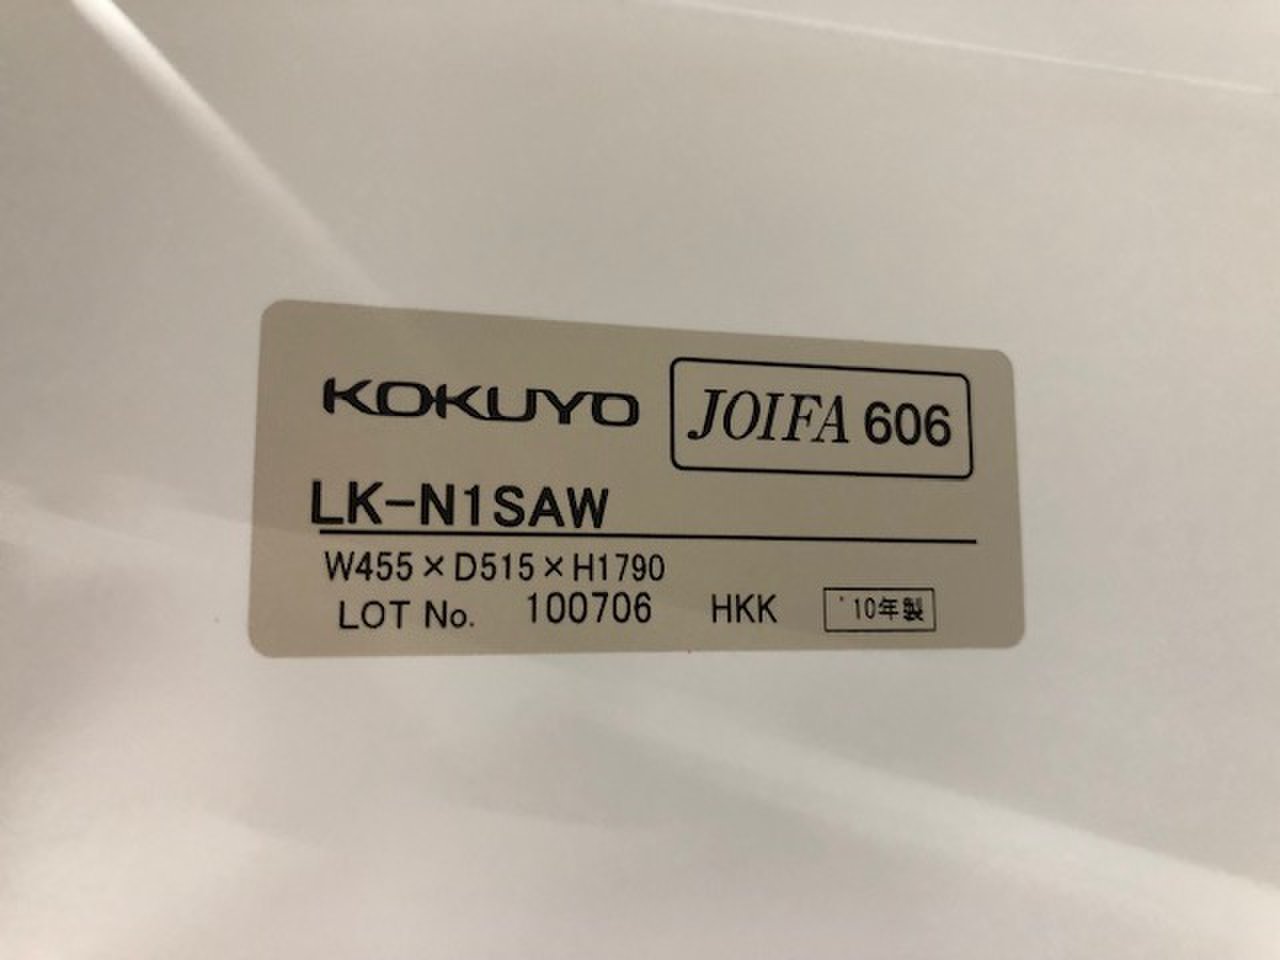 KOKUYO JOIFA 606
LK-N1SAW
W455×D515×H1790
LOT No. 100706 HKK 10年製